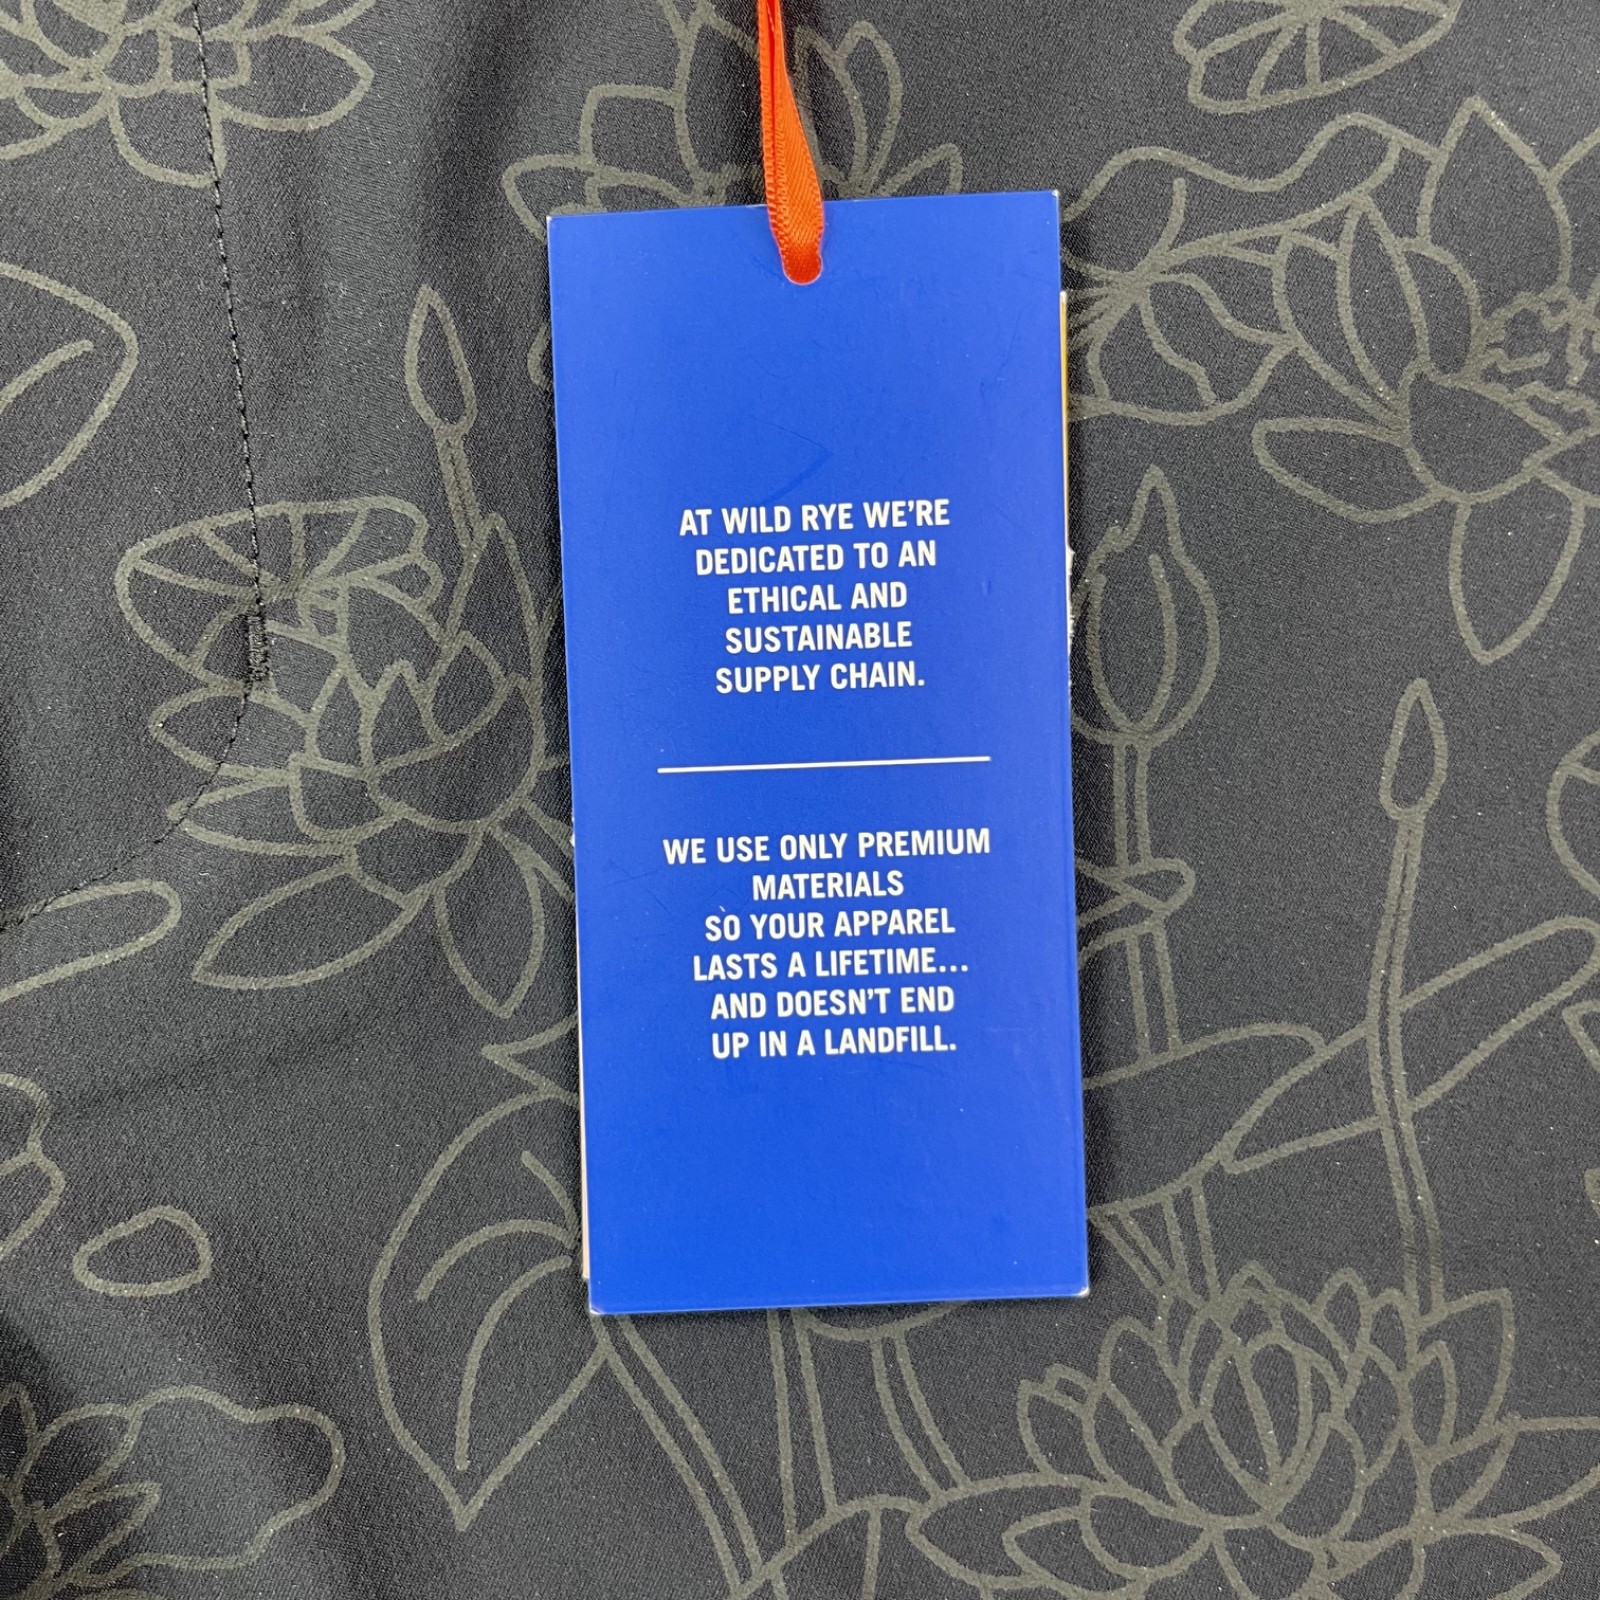 AT WILD RYE WE'RE
DEDICATED TO AN
ETHICAL AND
SUSTAINABLE
SUPPLY CHAIN.
WE USE ONLY PREMIUM
MATERIALS
SO YOUR APPAREL
LASTS A LIFETIME...
AND DOESN'T END
UP IN A LANDFILL.